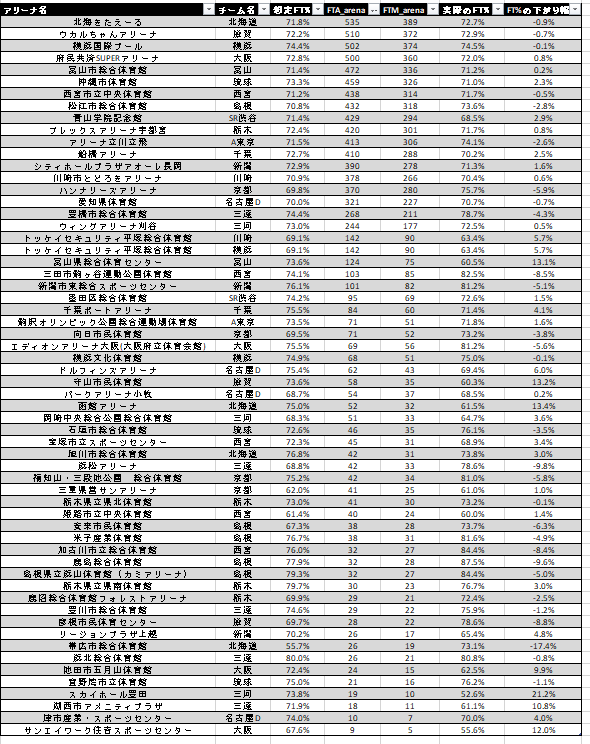 アリーナ名 チーム名 想定FT% FTA_arena FTM_arena 実際のFT% FT%の下がり幅
北海きたえーる 北海道 71.8% 535 389 72.7% -0.9%
ウカルちゃんアリーナ 滋賀 72.2% 510 372 72.9% -0.7%
横浜国際プール 横浜 74.4% 502 374 74.5% -0.1%
府民共済SUPERアリーナ 大阪 72.8% 500 360 72.0% 0.8%
富山市総合体育館 富山 71.4% 472 336 71.2% 0.2%
沖縄市体育館 琉球 73.3% 459 326 71.0% 2.3%
西宮市立中央体育館 西宮 71.2% 438 314 71.7% -0.5%
松江市総合体育館 島根 70.8% 432 318 73.6% -2.8%
青山学院記念館 SR渋谷 71.4% 429 294 68.5% 2.9%
ブレックスアリーナ宇都宮 栃木 72.4% 420 301 71.7% 0.8%
アリーナ立川立飛 A東京 71.5% 413 306 74.1% -2.6%
船橋アリーナ 千葉 72.7% 410 288 70.2% 2.5%
シティホールプラザアオーレ長岡 新潟 72.9% 390 278 71.3% 1.6%
川崎市とどろきアリーナ 川崎 70.9% 378 266 70.4% 0.6%
ハンナリーズアリーナ 京都 69.8% 370 280 75.7% -5.9%
愛知県体育館 名古屋D 70.0% 321 227 70.7% -0.7%
豊橋市総合体育館 三遠 74.4% 268 211 78.7% -4.3%
ウィングアリーナ刈谷 三河 73.0% 244 177 72.5% 0.5%
トッケイセキュリティ平塚総合体育館 川崎 69.1% 142 90 63.4% 5.7%
トッケイセキュリティ平塚総合体育館 横浜 69.1% 142 90 63.4% 5.7%
富山県総合体育センター 富山 73.6% 124 75 60.5% 13.1%
三田市駒ヶ谷運動公園体育館 西宮 74.1% 103 85 82.5% -8.5%
新潟市東総合スポーツセンター 新潟 76.1% 101 82 81.2% -5.1%
墨田区総合体育館 SR渋谷 74.2% 95 69 72.6% 1.5%
千葉ポートアリーナ 千葉 75.5% 84 60 71.4% 4.1%
駒沢オリンピック公園総合運動場体育館 A東京 73.5% 71 51 71.8% 1.6%
向日市民体育館 京都 69.5% 71 52 73.2% -3.8%
エディオンアリーナ大阪(大阪府立体育会館) 大阪 75.5% 69 56 81.2% -5.6%
横浜文化体育館 横浜 74.9% 68 51 75.0% -0.1%
ドルフィンズアリーナ 名古屋D 75.4% 62 43 69.4% 6.0%
守山市民体育館 滋賀 73.6% 58 35 60.3% 13.2%
パークアリーナ小牧 名古屋D 68.7% 54 37 68.5% 0.2%
函館アリーナ 北海道 75.0% 52 32 61.5% 13.4%
岡崎中央総合公園総合体育館 三河 68.3% 51 33 64.7% 3.6%
石垣市総合体育館 琉球 72.6% 46 35 76.1% -3.5%
宝塚市立スポーツセンター 西宮 72.3% 45 31 68.9% 3.4%
旭川市総合体育館 北海道 76.8% 42 31 73.8% 3.0%
浜松アリーナ 三遠 68.8% 42 33 78.6% -9.8%
福知山・三段池公園 総合体育館 京都 75.2% 42 34 81.0% -5.8%
三重県営サンアリーナ 京都 62.0% 41 25 61.0% 1.0%
栃木県立県北体育館 栃木 73.0% 41 30 73.2% -0.1%
姫路市立中央体育館 西宮 61.4% 40 24 60.0% 1.4%
安来市民体育館 島根 67.3% 38 28 73.7% -6.3%
米子産業体育館 島根 76.7% 38 31 81.6% -4.9%
加古川市立総合体育館 西宮 76.0% 32 27 84.4% -8.4%
鹿島総合体育館 島根 77.9% 32 28 87.5% -9.6%
島根県立浜山体育館(カミアリーナ) 島根 79.3% 32 27 84.4% -5.0%
栃木県立県南体育館 栃木 79.7% 30 23 76.7% 3.0%
鹿沼総合体育館フォレストアリーナ 栃木 69.9% 29 21 72.4% -2.5%
豊川市総合体育館 三遠 74.6% 29 22 75.9% -1.2%
彦根市民体育センター 滋賀 69.7% 28 22 78.6% -8.8%
リージョンプラザ上越 新潟 70.2% 26 17 65.4% 4.8%
帯広市総合体育館 北海道 55.7% 26 19 73.1% -17.4%
浜北総合体育館 三遠 80.0% 26 21 80.8% -0.8%
池田市五月山体育館 大阪 72.4% 24 15 62.5% 9.9%
宜野湾市立体育館 琉球 75.0% 21 16 76.2% -1.1%
スカイホール豊田 三河 73.8% 19 10 52.6% 21.2%
湖西市アメニティプラザ 三遠 71.9% 18 11 61.1% 10.8%
津市産業・スポーツセンター 名古屋D 74.0% 10 7 70.0% 4.0%
サンエイワーク住吉スポーツセンター 大阪 67.6% 9 5 55.6% 12.0%